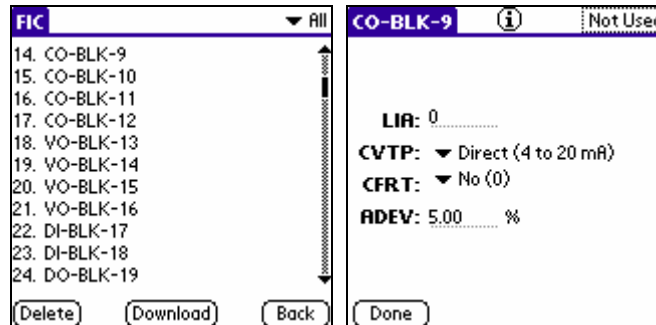 FIC
All
14. CO-BLK-9
15. CO-BLK-10
16. CO-BLK-11
17. CO-BLK-12
18. VO-BLK-13
19. VO-BLK-14
20. VO-BLK-15
21. VO-BLK-16
22. DI-BLK-17
23. DI-BLK-18
24. DO-BLK-19
Delete
Download
Back
CO-BLK-9
i
Not Used
LIA: 0
CVTP: Direct (4 to 20 mA)
CFRT: No (0)
ADEV: 5.00 %
Done